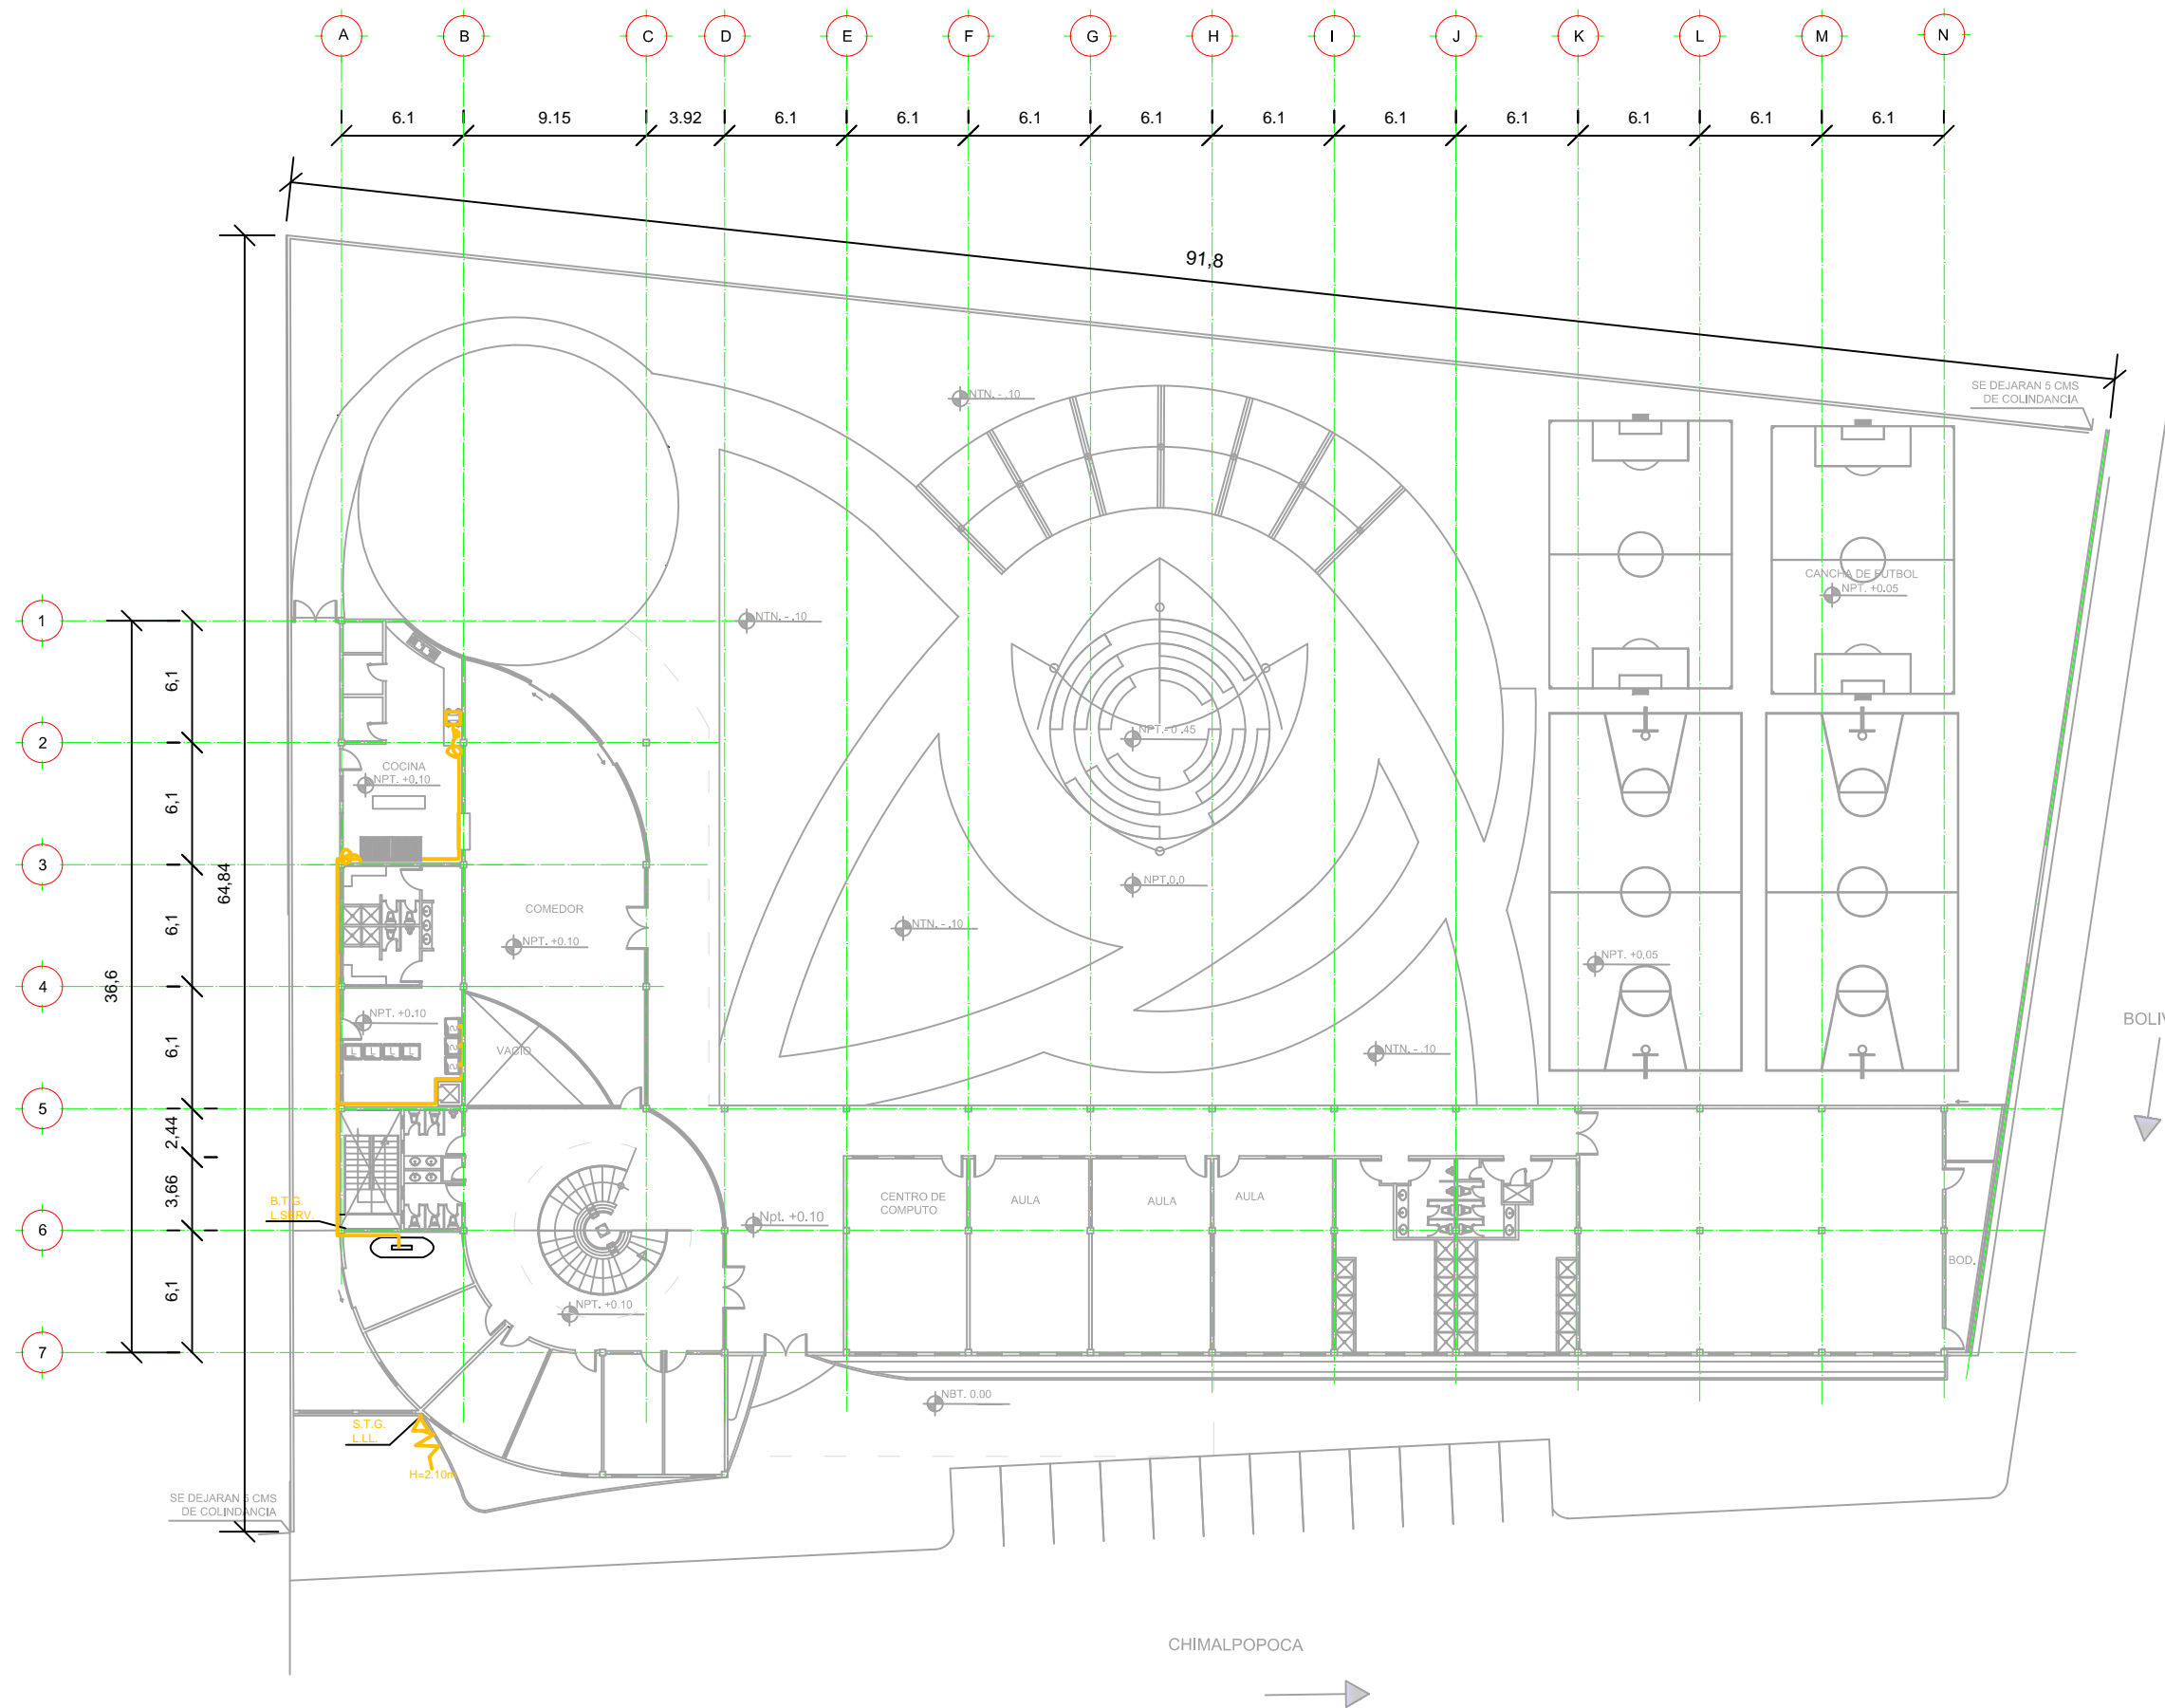 A B C D E F G H I J K L M N
6.1 9.15 3.92 6.1 6.1 6.1 6.1 6.1 6.1 6.1 6.1 6.1 6.1
91,8
SE DEJARAN 5 CMS
DE COLINDANCIA
NTN. - .10
CANCHA DE FUTBOL
NPT. +0.05
1
NTN. - .10
6,1
2
NPT.- 0 .45
COCINA
NPT. +0.10
6,1
3
64,84
NPT.0.0
COMEDOR
NPT. +0.10
6,1
NTN. - .10
NPT. +0.05
4
36,6
NPT. +0.10
6,1
VACIO
NTN. - .10
5
2,44
3,66
B.T.G.
L.SERV.
CENTRO DE
COMPUTO
AULA
AULA
AULA
6
Npt. +0.10
BOD.
6,1
NPT. +0.10
7
NBT. 0.00
S.T.G.
L.LL.
H=2.10m
SE DEJARAN 5 CMS
DE COLINDANCIA
CHIMALPOPOCA